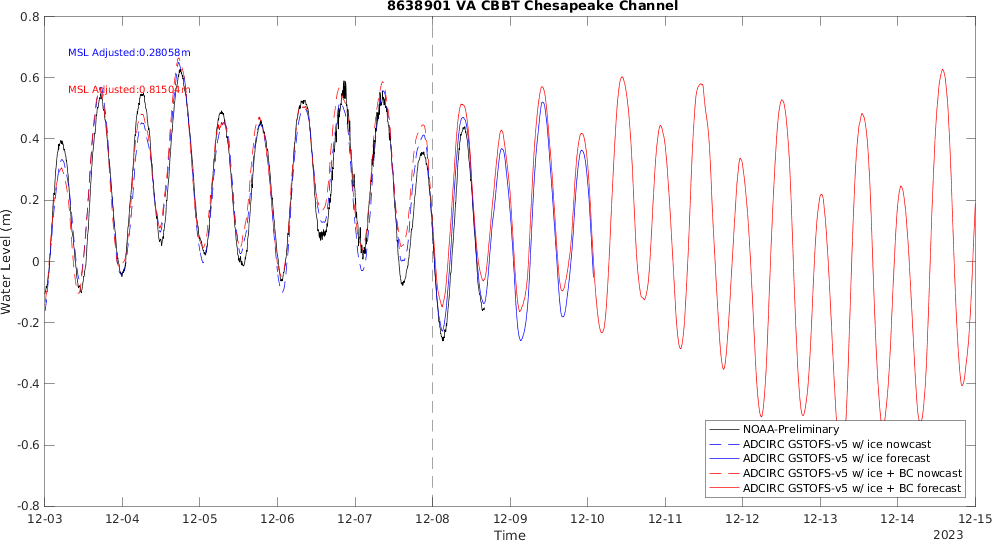 8638901 VA CBBT Chesapeake Channel
MSL Adjusted:0.28058m
MSL Adjusted:0.81504m
Water Level (m)
0.8
0.6
0.4
0.2
0
-0.2
-0.4
-0.6
-0.8
NOAA-Preliminary
ADCIRC GSTOFS-v5 w/ ice nowcast
ADCIRC GSTOFS-v5 w/ ice forecast
ADCIRC GSTOFS-v5 w/ ice + BC nowcast
ADCIRC GSTOFS-v5 w/ ice + BC forecast
12-03 12-04 12-05 12-06 12-07 12-08 12-09 12-10 12-11 12-12 12-13 12-14 12-15
Time
2023